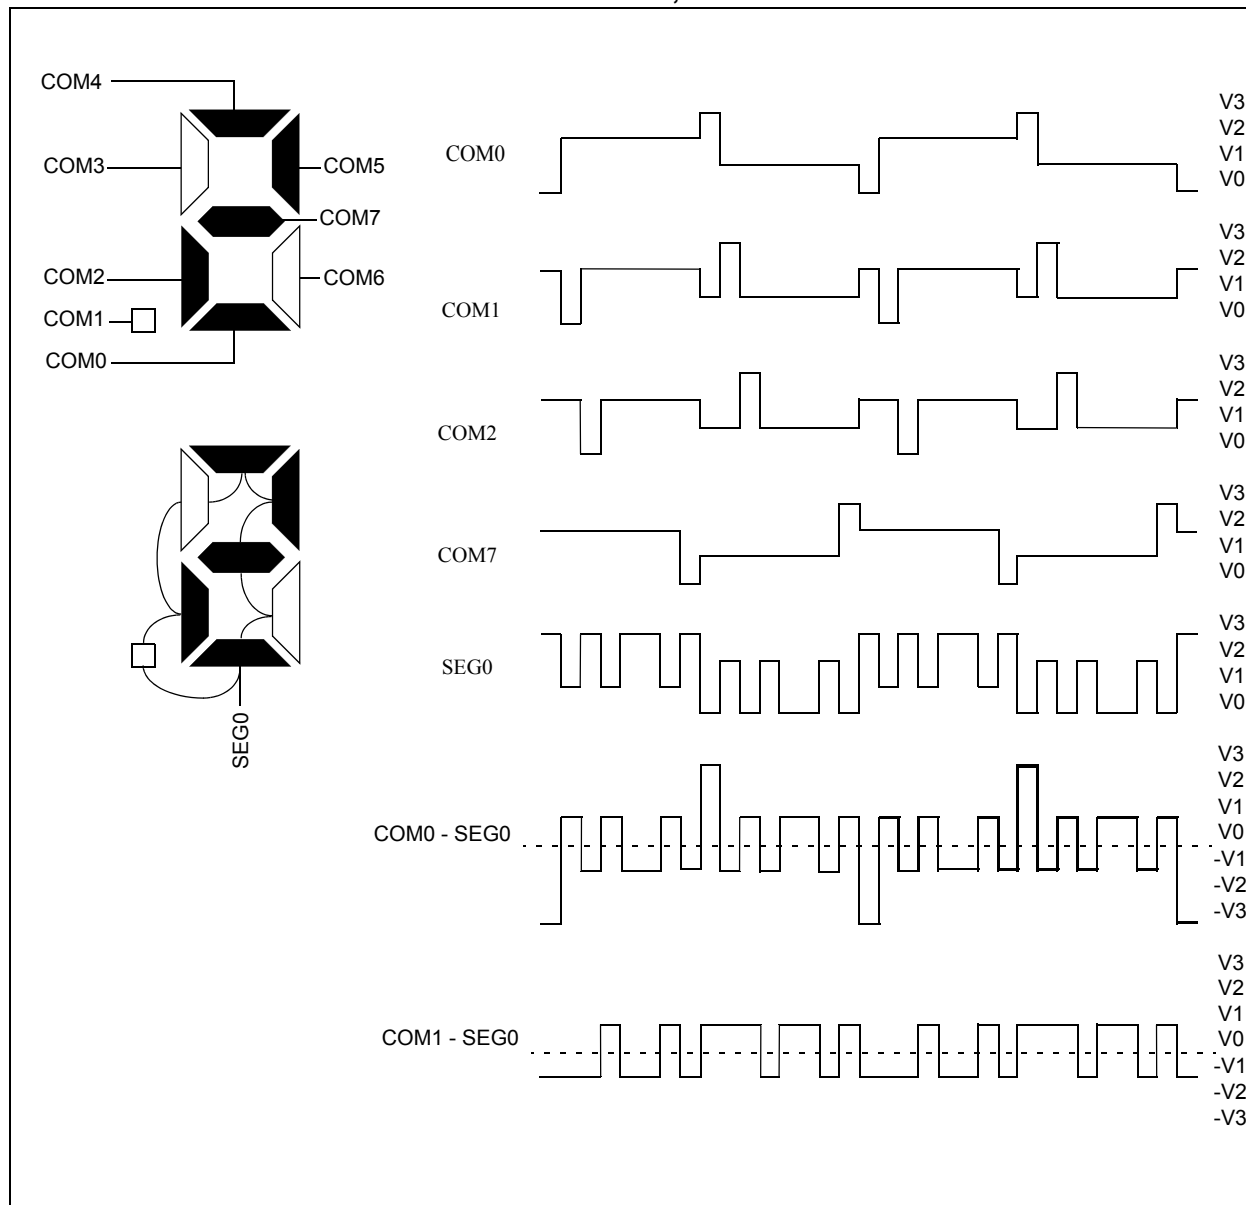 COM4
COM3
COM5
COM7
COM2
COM6
COM1
COM0
SEG0
COM0
V3
V2
V1
V0
COM1
V3
V2
V1
V0
COM2
V3
V2
V1
V0
COM7
V3
V2
V1
V0
SEG0
V3
V2
V1
V0
COM0 - SEG0
V3
V2
V1
V0
-V1
-V2
-V3
COM1 - SEG0
V3
V2
V1
V0
-V1
-V2
-V3